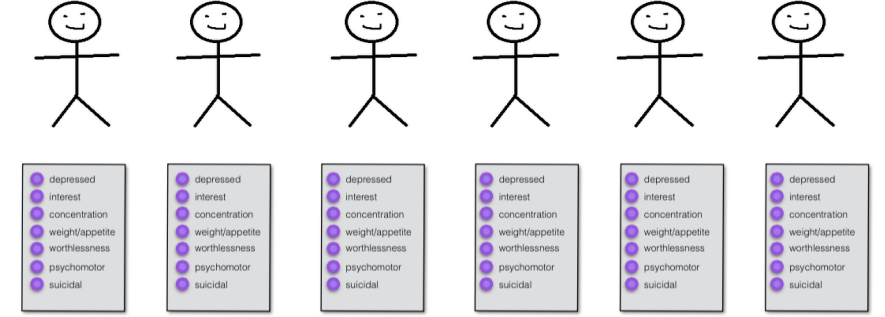 depressed
interest
concentration
weight/appetite
worthlessness
psychomotor
suicidal
depressed
interest
concentration
weight/appetite
worthlessness
psychomotor
suicidal
depressed
interest
concentration
weight/appetite
worthlessness
psychomotor
suicidal
depressed
interest
concentration
weight/appetite
worthlessness
psychomotor
suicidal
depressed
interest
concentration
weight/appetite
worthlessness
psychomotor
suicidal
depressed
interest
concentration
weight/appetite
worthlessness
psychomotor
suicidal